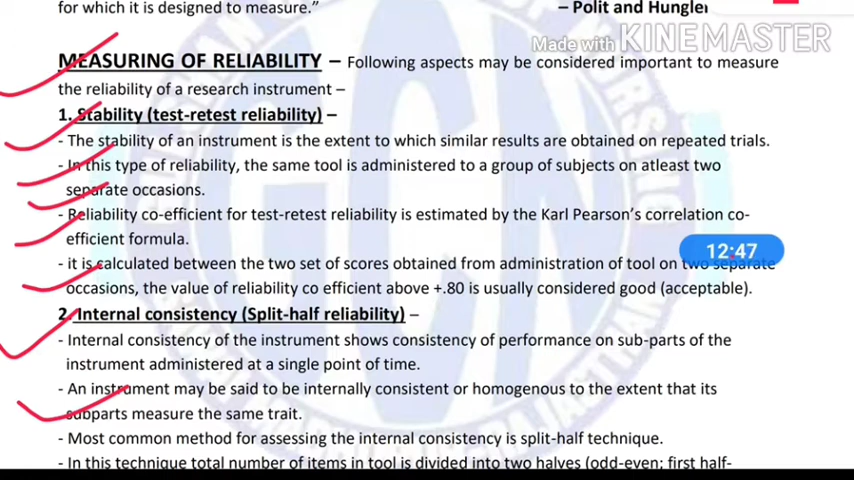 for which it is designed to measure.” – Polit and Hungler
Made with KINEMASTER
MEASURING OF RELIABILITY – Following aspects may be considered important to measure
the reliability of a research instrument –
1. Stability (test-retest reliability) –
- The stability of an instrument is the extent to which similar results are obtained on repeated trials.
- In this type of reliability, the same tool is administered to a group of subjects on atleast two
separate occasions.
- Reliability co-efficient for test-retest reliability is estimated by the Karl Pearson’s correlation co-
efficient formula.
12:47
- it is calculated between the two set of scores obtained from administration of tool on two separate
occasions, the value of reliability co efficient above +.80 is usually considered good (acceptable).
2. Internal consistency (Split-half reliability) –
- Internal consistency of the instrument shows consistency of performance on sub-parts of the
instrument administered at a single point of time.
- An instrument may be said to be internally consistent or homogenous to the extent that its
subparts measure the same trait.
- Most common method for assessing the internal consistency is split-half technique.
- In this technique total number of items in tool is divided into two halves (odd-even; first half-
GCN